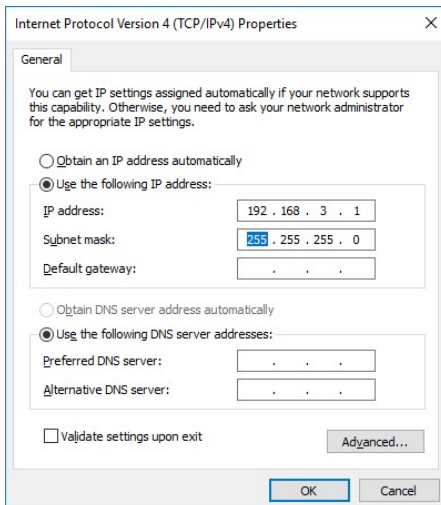 Internet Protocol Version 4 (TCP/IPv4) Properties
General
You can get IP settings assigned automatically if your network supports
this capability. Otherwise, you need to ask your network administrator
for the appropriate IP settings.
Obtain an IP address automatically
Use the following IP address:
IP address: 192 . 168 . 3 . 1
Subnet mask: 255 . 255 . 255 . 0
Default gateway: . . .
Obtain DNS server address automatically
Use the following DNS server addresses:
Preferred DNS server: . . .
Alternative DNS server: . . .
Validate settings upon exit
Advanced...
OK Cancel